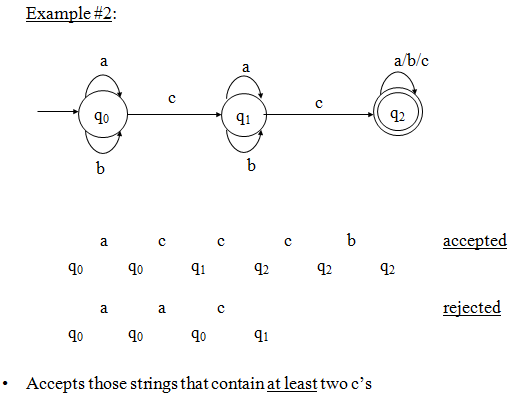 Example #2:
a a a/b/c
c c
q0 q1 q2
b b
a c c c b accepted
q0 q0 q1 q2 q2 q2
a a c rejected
q0 q0 q0 q1
• Accepts those strings that contain at least two c’s